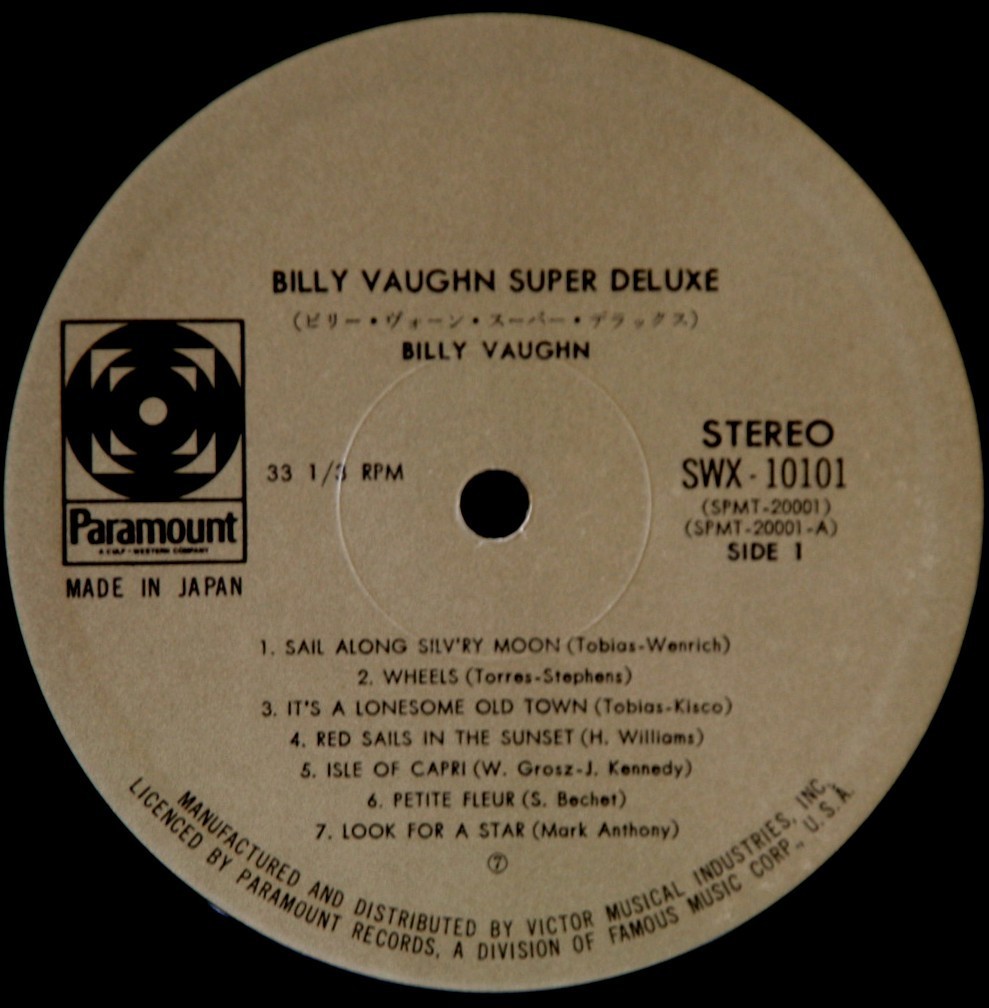 BILLY VAUGHN SUPER DELUXE
(ビリー・ヴォーン・スーパー・デラックス)
BILLY VAUGHN
Paramount
A GULF+WESTERN COMPANY
MADE IN JAPAN
33 1/3 RPM
STEREO
SWX-10101
(SPMT-20001)
(SPMT-20001-A)
SIDE 1
1. SAIL ALONG SILV'RY MOON (Tobias-Wenrich)
2. WHEELS (Torres-Stephens)
3. IT'S A LONESOME OLD TOWN (Tobias-Kisco)
4. RED SAILS IN THE SUNSET (H. Williams)
5. ISLE OF CAPRI (W. Grosz-J. Kennedy)
6. PETITE FLEUR (S. Bechet)
7. LOOK FOR A STAR (Mark Anthony)
⑦
MANUFACTURED AND DISTRIBUTED BY VICTOR MUSICAL INDUSTRIES, INC.
LICENCED BY PARAMOUNT RECORDS, A DIVISION OF FAMOUS MUSIC CORP., U.S.A.